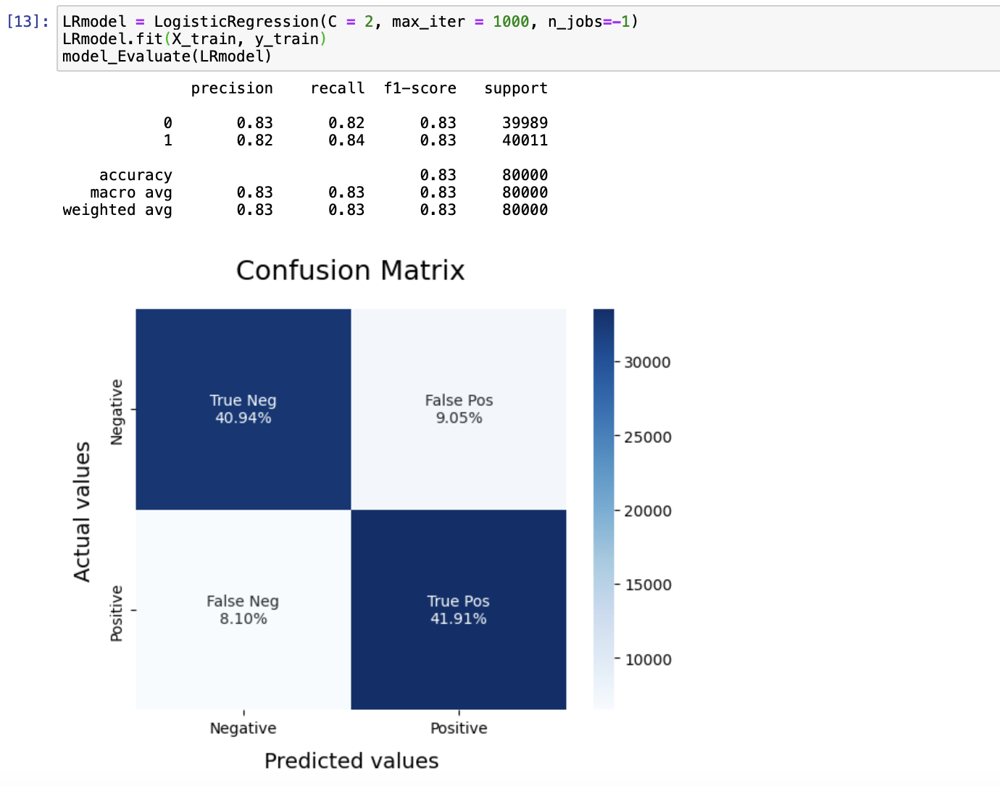 [13]: LRmodel = LogisticRegression(C = 2, max_iter = 1000, n_jobs=-1)
LRmodel.fit(X_train, y_train)
model_Evaluate(LRmodel)
precision recall f1-score support
0 0.83 0.82 0.83 39989
1 0.82 0.84 0.83 40011
accuracy 0.83 80000
macro avg 0.83 0.83 0.83 80000
weighted avg 0.83 0.83 0.83 80000
Confusion Matrix
Actual values
Negative
Positive
True Neg
40.94%
False Pos
9.05%
False Neg
8.10%
True Pos
41.91%
Negative Positive
Predicted values
30000
25000
20000
15000
10000